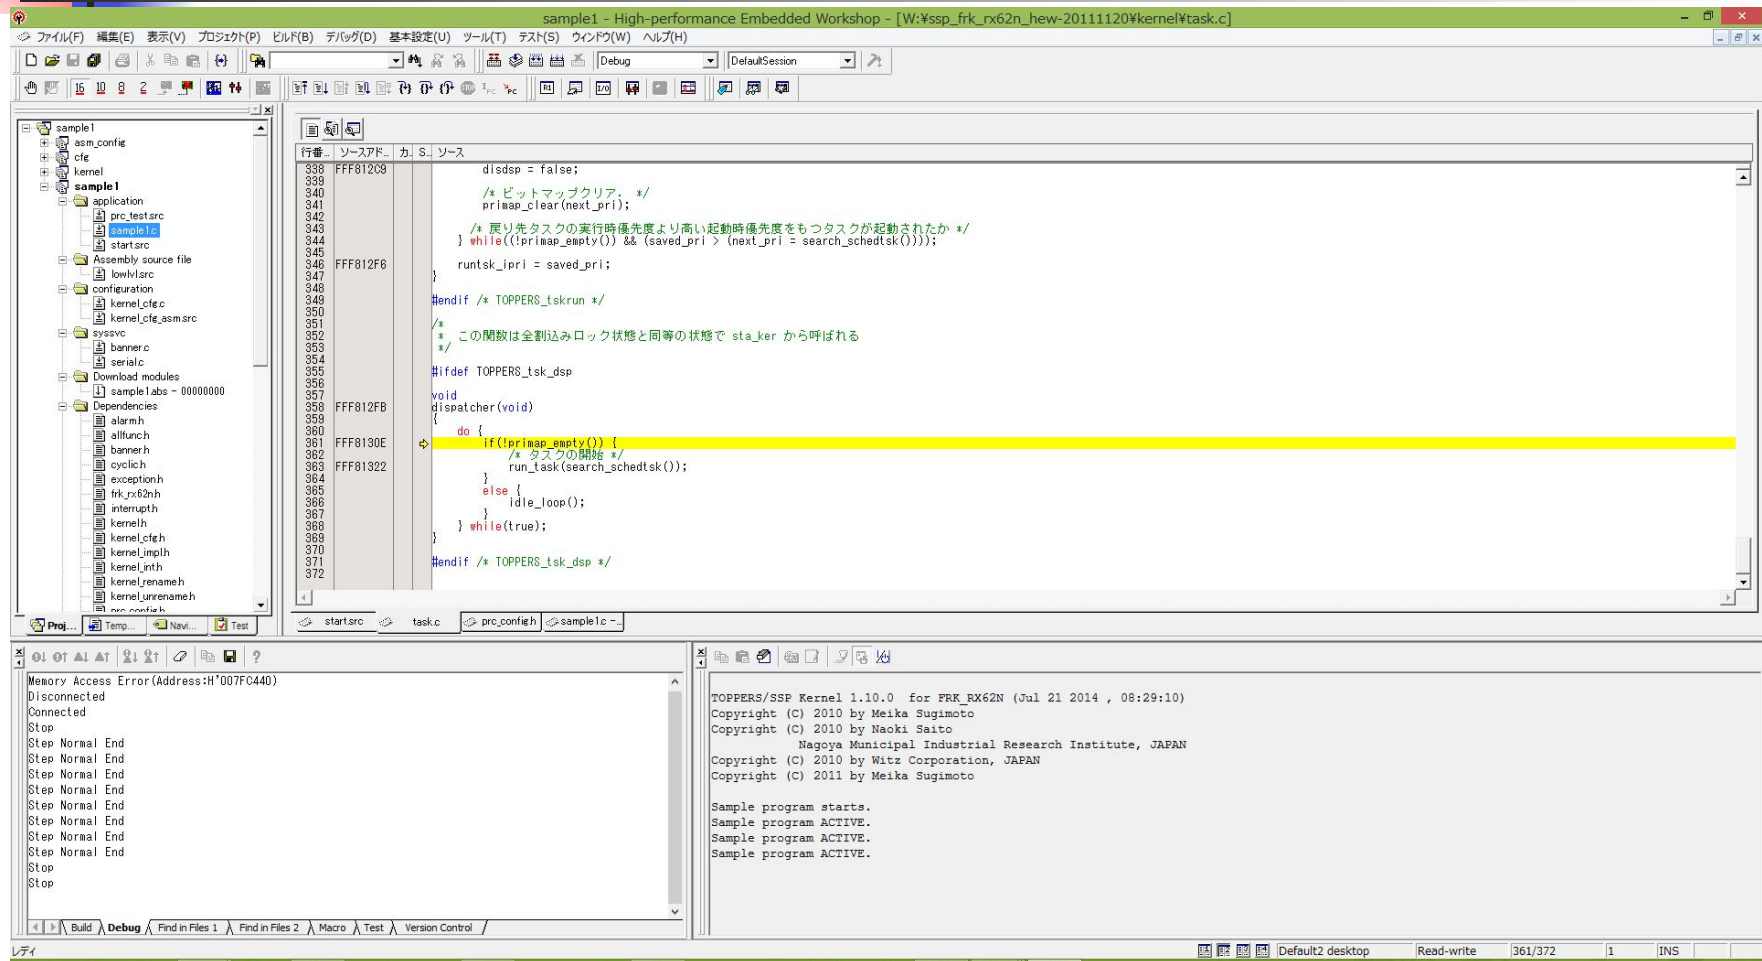 sample1 - High-performance Embedded Workshop - [W:¥ssp_frk_rx62n_hew-20111120¥kernel¥task.c]
ファイル(F) 編集(E) 表示(V) プロジェクト(P) ビルド(B) デバッグ(D) 基本設定(U) ツール(T) テスト(S) ウィンドウ(W) ヘルプ(H)
Debug DefaultSession
16 10 8 2
sample1
asm_config
cfg
kernel
sample1
application
prc_test.src
sample1.c
start.src
Assembly source file
lowlvl.src
configuration
kernel_cfg.c
kernel_cfg_asm.src
syssvc
banner.c
serial.c
Download modules
sample1.abs - 00000000
Dependencies
alarm.h
allfunc.h
banner.h
cyclic.h
exception.h
frk_rx62n.h
interrupt.h
kernel.h
kernel_cfg.h
kernel_impl.h
kernel_int.h
kernel_rename.h
kernel_unrename.h
prc_config.h
Proj... Temp... Navi... Test
行番... ソースアド... カ. S.. ソース
338 FFF812C9 disdsp = false;
339
340 /* ビットマップクリア. */
341 primap_clear(next_pri);
342
343 /* 戻り先タスクの実行時優先度より高い起動時優先度をもつタスクが起動されたか */
344 } while((!primap_empty()) && (saved_pri > (next_pri = search_schedtsk())));
345
346 FFF812F6 runtsk_ipri = saved_pri;
347 }
348
349 #endif /* TOPPERS_tskrun */
350
351 /*
352 * この関数は全割込みロック状態と同等の状態で sta_ker から呼ばれる
353 */
354
355 #ifdef TOPPERS_tsk_dsp
356
357 void
358 FFF812FB dispatcher(void)
359 {
360 do {
361 FFF8130E if(!primap_empty()) {
362 /* タスクの開始 */
363 FFF81322 run_task(search_schedtsk());
364 }
365 else {
366 idle_loop();
367 }
368 } while(true);
369 }
370
371 #endif /* TOPPERS_tsk_dsp */
372
start.src task.c prc_config.h sample1.c -...
Memory Access Error(Address:H'007FC440)
Disconnected
Connected
Stop
Step Normal End
Step Normal End
Step Normal End
Step Normal End
Step Normal End
Step Normal End
Step Normal End
Step Normal End
Stop
Stop
Build Debug Find in Files 1 Find in Files 2 Macro Test Version Control
TOPPERS/SSP Kernel 1.10.0 for FRK_RX62N (Jul 21 2014 , 08:29:10)
Copyright (C) 2010 by Meika Sugimoto
Copyright (C) 2010 by Naoki Saito
Nagoya Municipal Industrial Research Institute, JAPAN
Copyright (C) 2010 by Witz Corporation, JAPAN
Copyright (C) 2011 by Meika Sugimoto
Sample program starts.
Sample program ACTIVE.
Sample program ACTIVE.
Sample program ACTIVE.
レディ Default2 desktop Read-write 361/372 1 INS